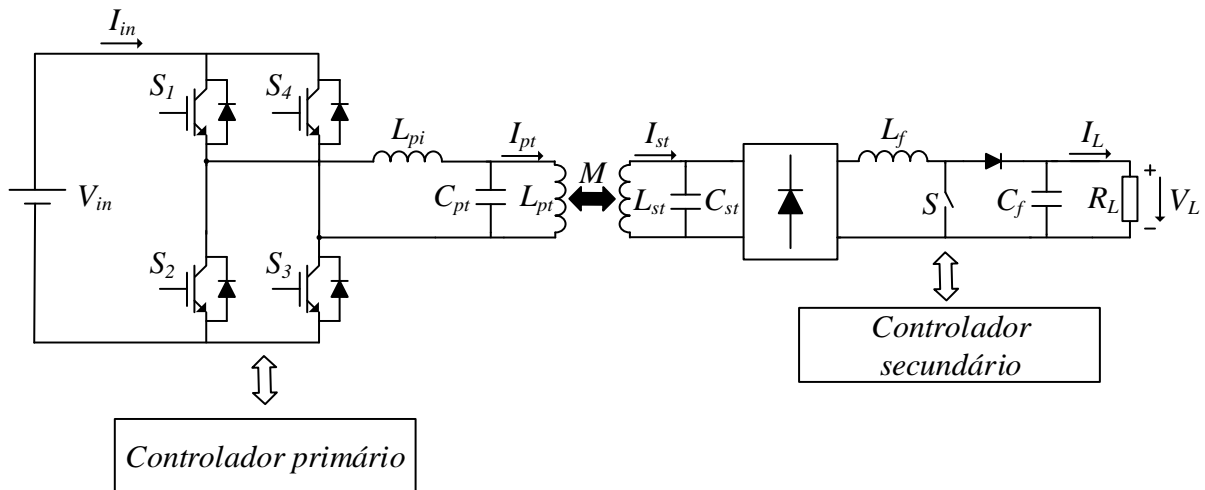 I_in
S_1
S_4
L_pi
I_pt
I_st
L_f
I_L
M
V_in
C_pt
L_pt
L_st
C_st
S
C_f
R_L
+
−
V_L
S_2
S_3
Controlador
secundário
Controlador primário